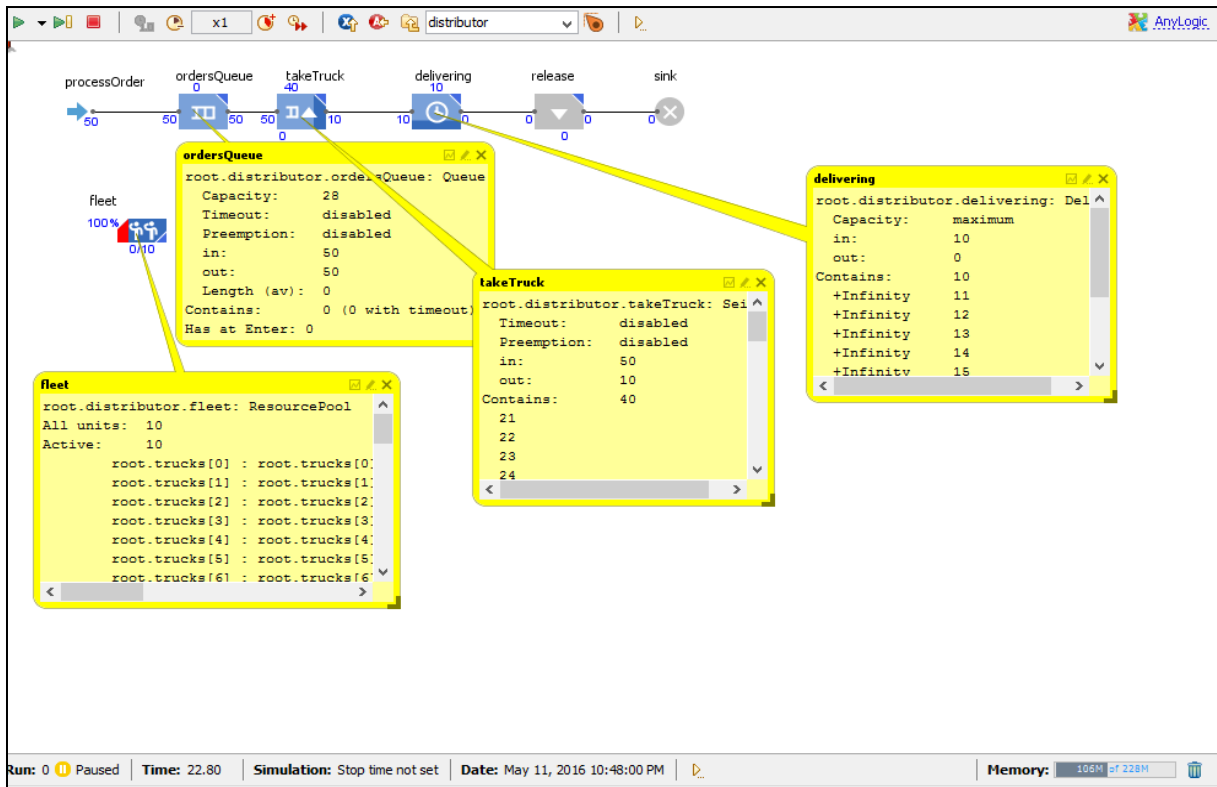 x1 distributor AnyLogic
processOrder ordersQueue takeTruck delivering release sink
0 40 10
50 50 50 50 10 10 0 0 0 0
0 0
fleet
100%
0/10
ordersQueue
root.distributor.ordersQueue: Queue
Capacity: 28
Timeout: disabled
Preemption: disabled
in: 50
out: 50
Length (av): 0
Contains: 0 (0 with timeout)
Has at Enter: 0
delivering
root.distributor.delivering: Del
Capacity: maximum
in: 10
out: 0
Contains: 10
+Infinity 11
+Infinity 12
+Infinity 13
+Infinity 14
+Infinity 15
takeTruck
root.distributor.takeTruck: Sei
Timeout: disabled
Preemption: disabled
in: 50
out: 10
Contains: 40
21
22
23
24
fleet
root.distributor.fleet: ResourcePool
All units: 10
Active: 10
root.trucks[0] : root.trucks[0]
root.trucks[1] : root.trucks[1]
root.trucks[2] : root.trucks[2]
root.trucks[3] : root.trucks[3]
root.trucks[4] : root.trucks[4]
root.trucks[5] : root.trucks[5]
root.trucks[6] : root.trucks[6
Run: 0 Paused Time: 22.80 Simulation: Stop time not set Date: May 11, 2016 10:48:00 PM Memory: 106M of 228M